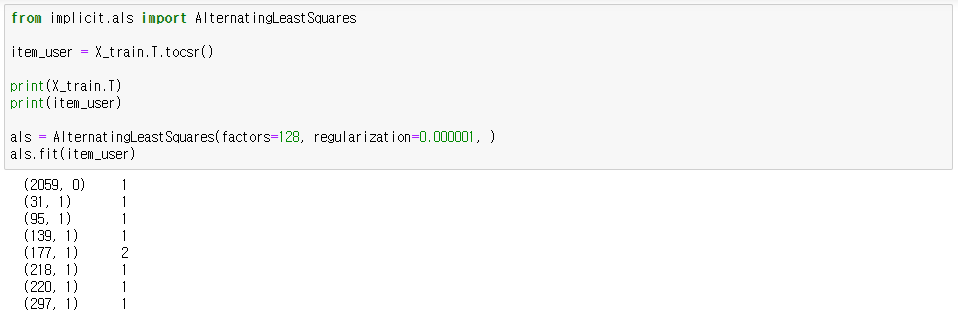 from implicit.als import AlternatingLeastSquares
item_user = X_train.T.tocsr()
print(X_train.T)
print(item_user)
als = AlternatingLeastSquares(factors=128, regularization=0.000001, )
als.fit(item_user)
(2059, 0) 1
(31, 1) 1
(95, 1) 1
(139, 1) 1
(177, 1) 2
(218, 1) 1
(220, 1) 1
(297, 1) 1